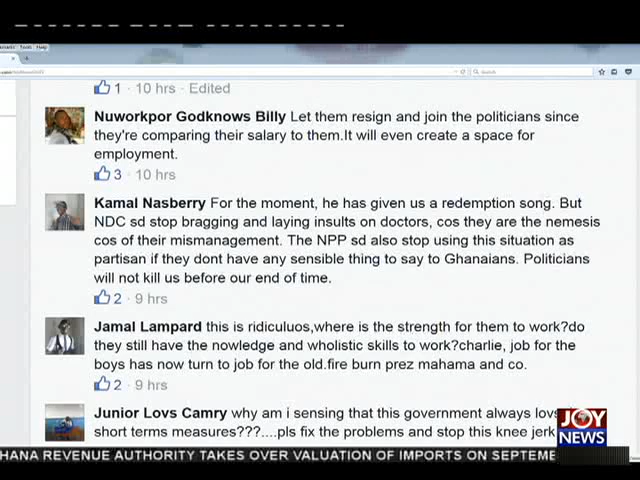 Tools Help
Search
1 · 10 hrs · Edited
Nuworkpor Godknows Billy Let them resign and join the politicians since
they're comparing their salary to them.It will even create a space for
employment.
3 · 10 hrs
Kamal Nasberry For the moment, he has given us a redemption song. But
NDC sd stop bragging and laying insults on doctors, cos they are the nemesis
cos of their mismanagement. The NPP sd also stop using this situation as
partisan if they dont have any sensible thing to say to Ghanaians. Politicians
will not kill us before our end of time.
2 · 9 hrs
Jamal Lampard this is ridiculuos,where is the strength for them to work?do
they still have the nowledge and wholistic skills to work?charlie, job for the
boys has now turn to job for the old.fire burn prez mahama and co.
2 · 9 hrs
Junior Lovs Camry why am i sensing that this government always lovs
short terms measures???....pls fix the problems and stop this knee jerk
JOY
NEWS
HANA REVENUE AUTHORITY TAKES OVER VALUATION OF IMPORTS ON SEPTEME